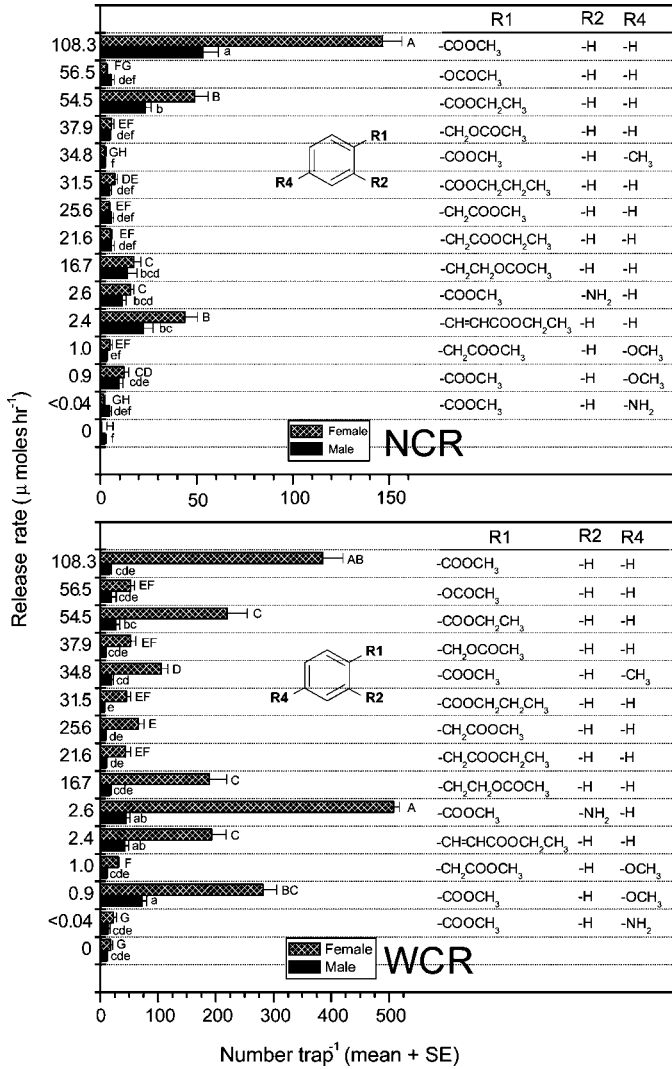 R1 R2 R4
108.3 A a -COOCH3 -H -H
56.5 FG def -OCOCH3 -H -H
54.5 B b -COOCH2CH3 -H -H
37.9 EF def -CH2OCOCH3 -H -H
34.8 GH f -COOCH3 -H -CH3
31.5 DE def -COOCH2CH2CH3 -H -H
25.6 EF def -CH2COOCH3 -H -H
21.6 EF def -CH2COOCH2CH3 -H -H
16.7 C bcd -CH2CH2OCOCH3 -H -H
2.6 C bcd -COOCH3 -NH2 -H
2.4 B bc -CH=CHCOOCH2CH3 -H -H
1.0 EF ef -CH2COOCH3 -H -OCH3
0.9 CD cde -COOCH3 -H -OCH3
<0.04 GH def -COOCH3 -H -NH2
0 H f
R1
R4 R2
Female
Male
NCR
0 50 100 150
Release rate (μ moles hr-1)
R1 R2 R4
108.3 AB cde -COOCH3 -H -H
56.5 EF cde -OCOCH3 -H -H
54.5 C bc -COOCH2CH3 -H -H
37.9 EF cde -CH2OCOCH3 -H -H
34.8 D cd -COOCH3 -H -CH3
31.5 EF e -COOCH2CH2CH3 -H -H
25.6 E de -CH2COOCH3 -H -H
21.6 EF de -CH2COOCH2CH3 -H -H
167 C cde -CH2CH2OCOCH3 -H -H
2.6 A ab -COOCH3 -NH2 -H
2.4 C ab -CH=CHCOOCH2CH3 -H -H
1.0 F cde -CH2COOCH3 -H -OCH3
0.9 BC a -COOCH3 -H -OCH3
<0.04 G cde -COOCH3 -H -NH2
0 G cde
R1
R4 R2
Female
Male
WCR
0 100 200 300 400 500
Number trap-1 (mean + SE)